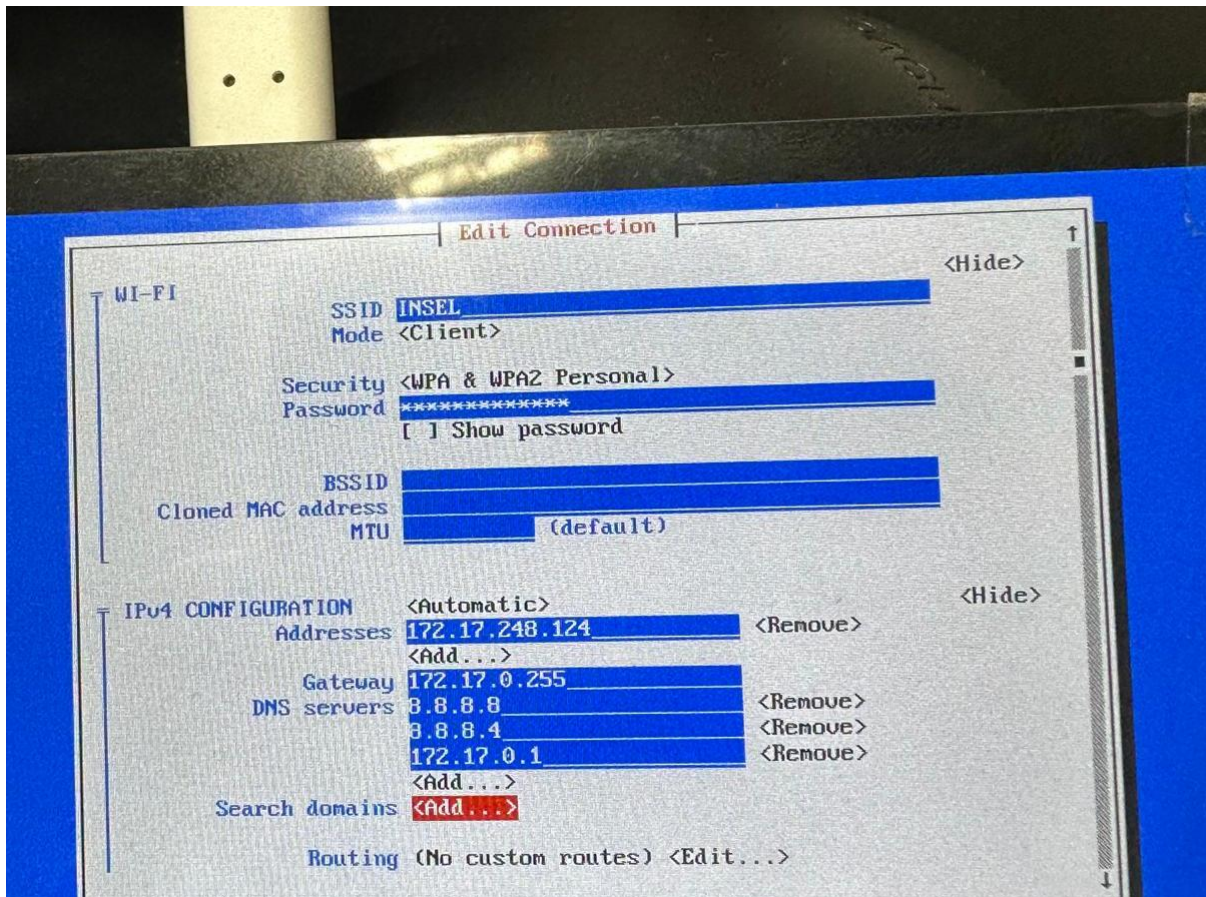 Edit Connection
<Hide>
WI-FI
SSID INSEL
Mode <Client>
Security <WPA & WPA2 Personal>
Password *************
[ ] Show password
BSSID
Cloned MAC address
MTU (default)
<Hide>
IPv4 CONFIGURATION <Automatic>
Addresses 172.17.248.124 <Remove>
<Add...>
Gateway 172.17.0.255
DNS servers 8.8.8.8 <Remove>
8.8.8.4 <Remove>
172.17.0.1 <Remove>
<Add...>
Search domains <Add...>
Routing (No custom routes) <Edit...>